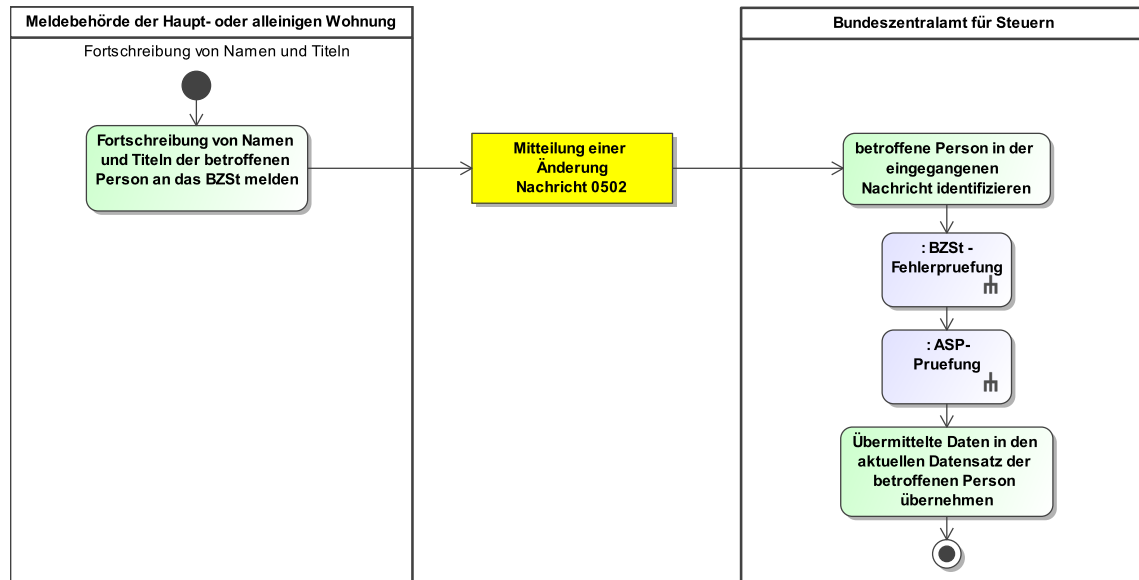 Meldebehörde der Haupt- oder alleinigen Wohnung
Fortschreibung von Namen und Titeln
Fortschreibung von Namen
und Titeln der betroffenen
Person an das BZSt melden
Mitteilung einer
Änderung
Nachricht 0502
Bundeszentralamt für Steuern
betroffene Person in der
eingegangenen
Nachricht identifizieren
: BZSt -
Fehlerpruefung
: ASP-
Pruefung
Übermittelte Daten in den
aktuellen Datensatz der
betroffenen Person
übernehmen